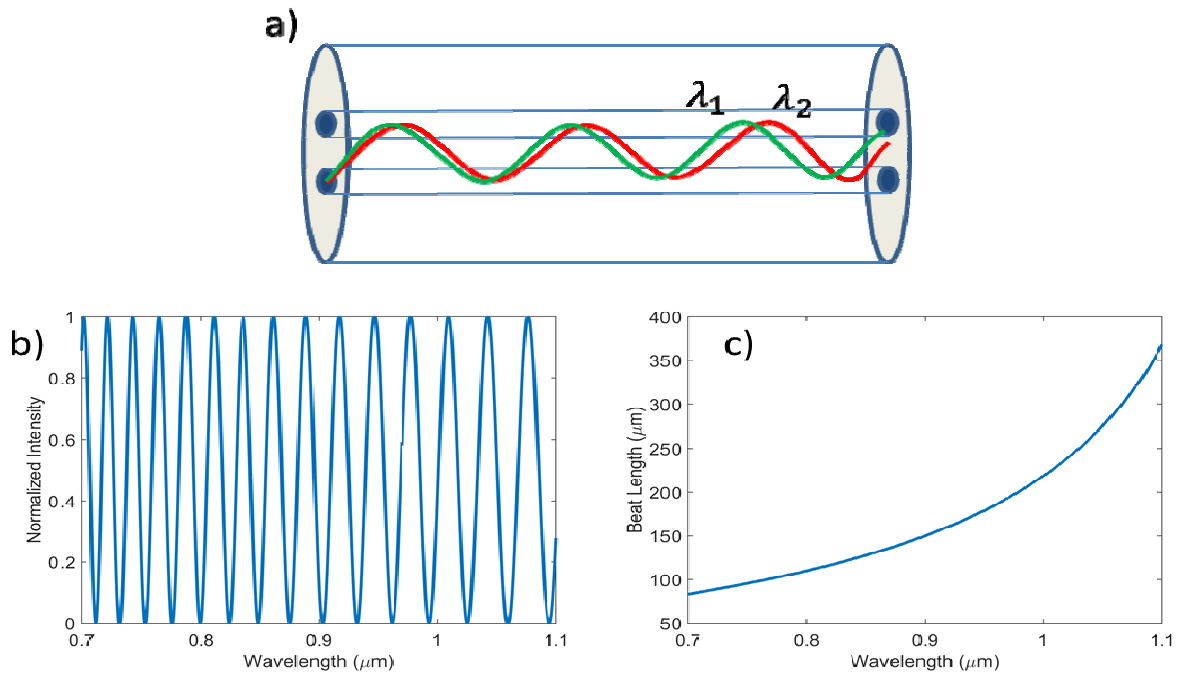 a)
λ₁ λ₂
b)
1
0.8
0.6
0.4
0.2
0
Normalized Intensity
0.7 0.8 0.9 1 1.1
Wavelength (μm)
c)
400
350
300
250
200
150
100
50
Beat Length (μm)
0.7 0.8 0.9 1 1.1
Wavelength (μm)